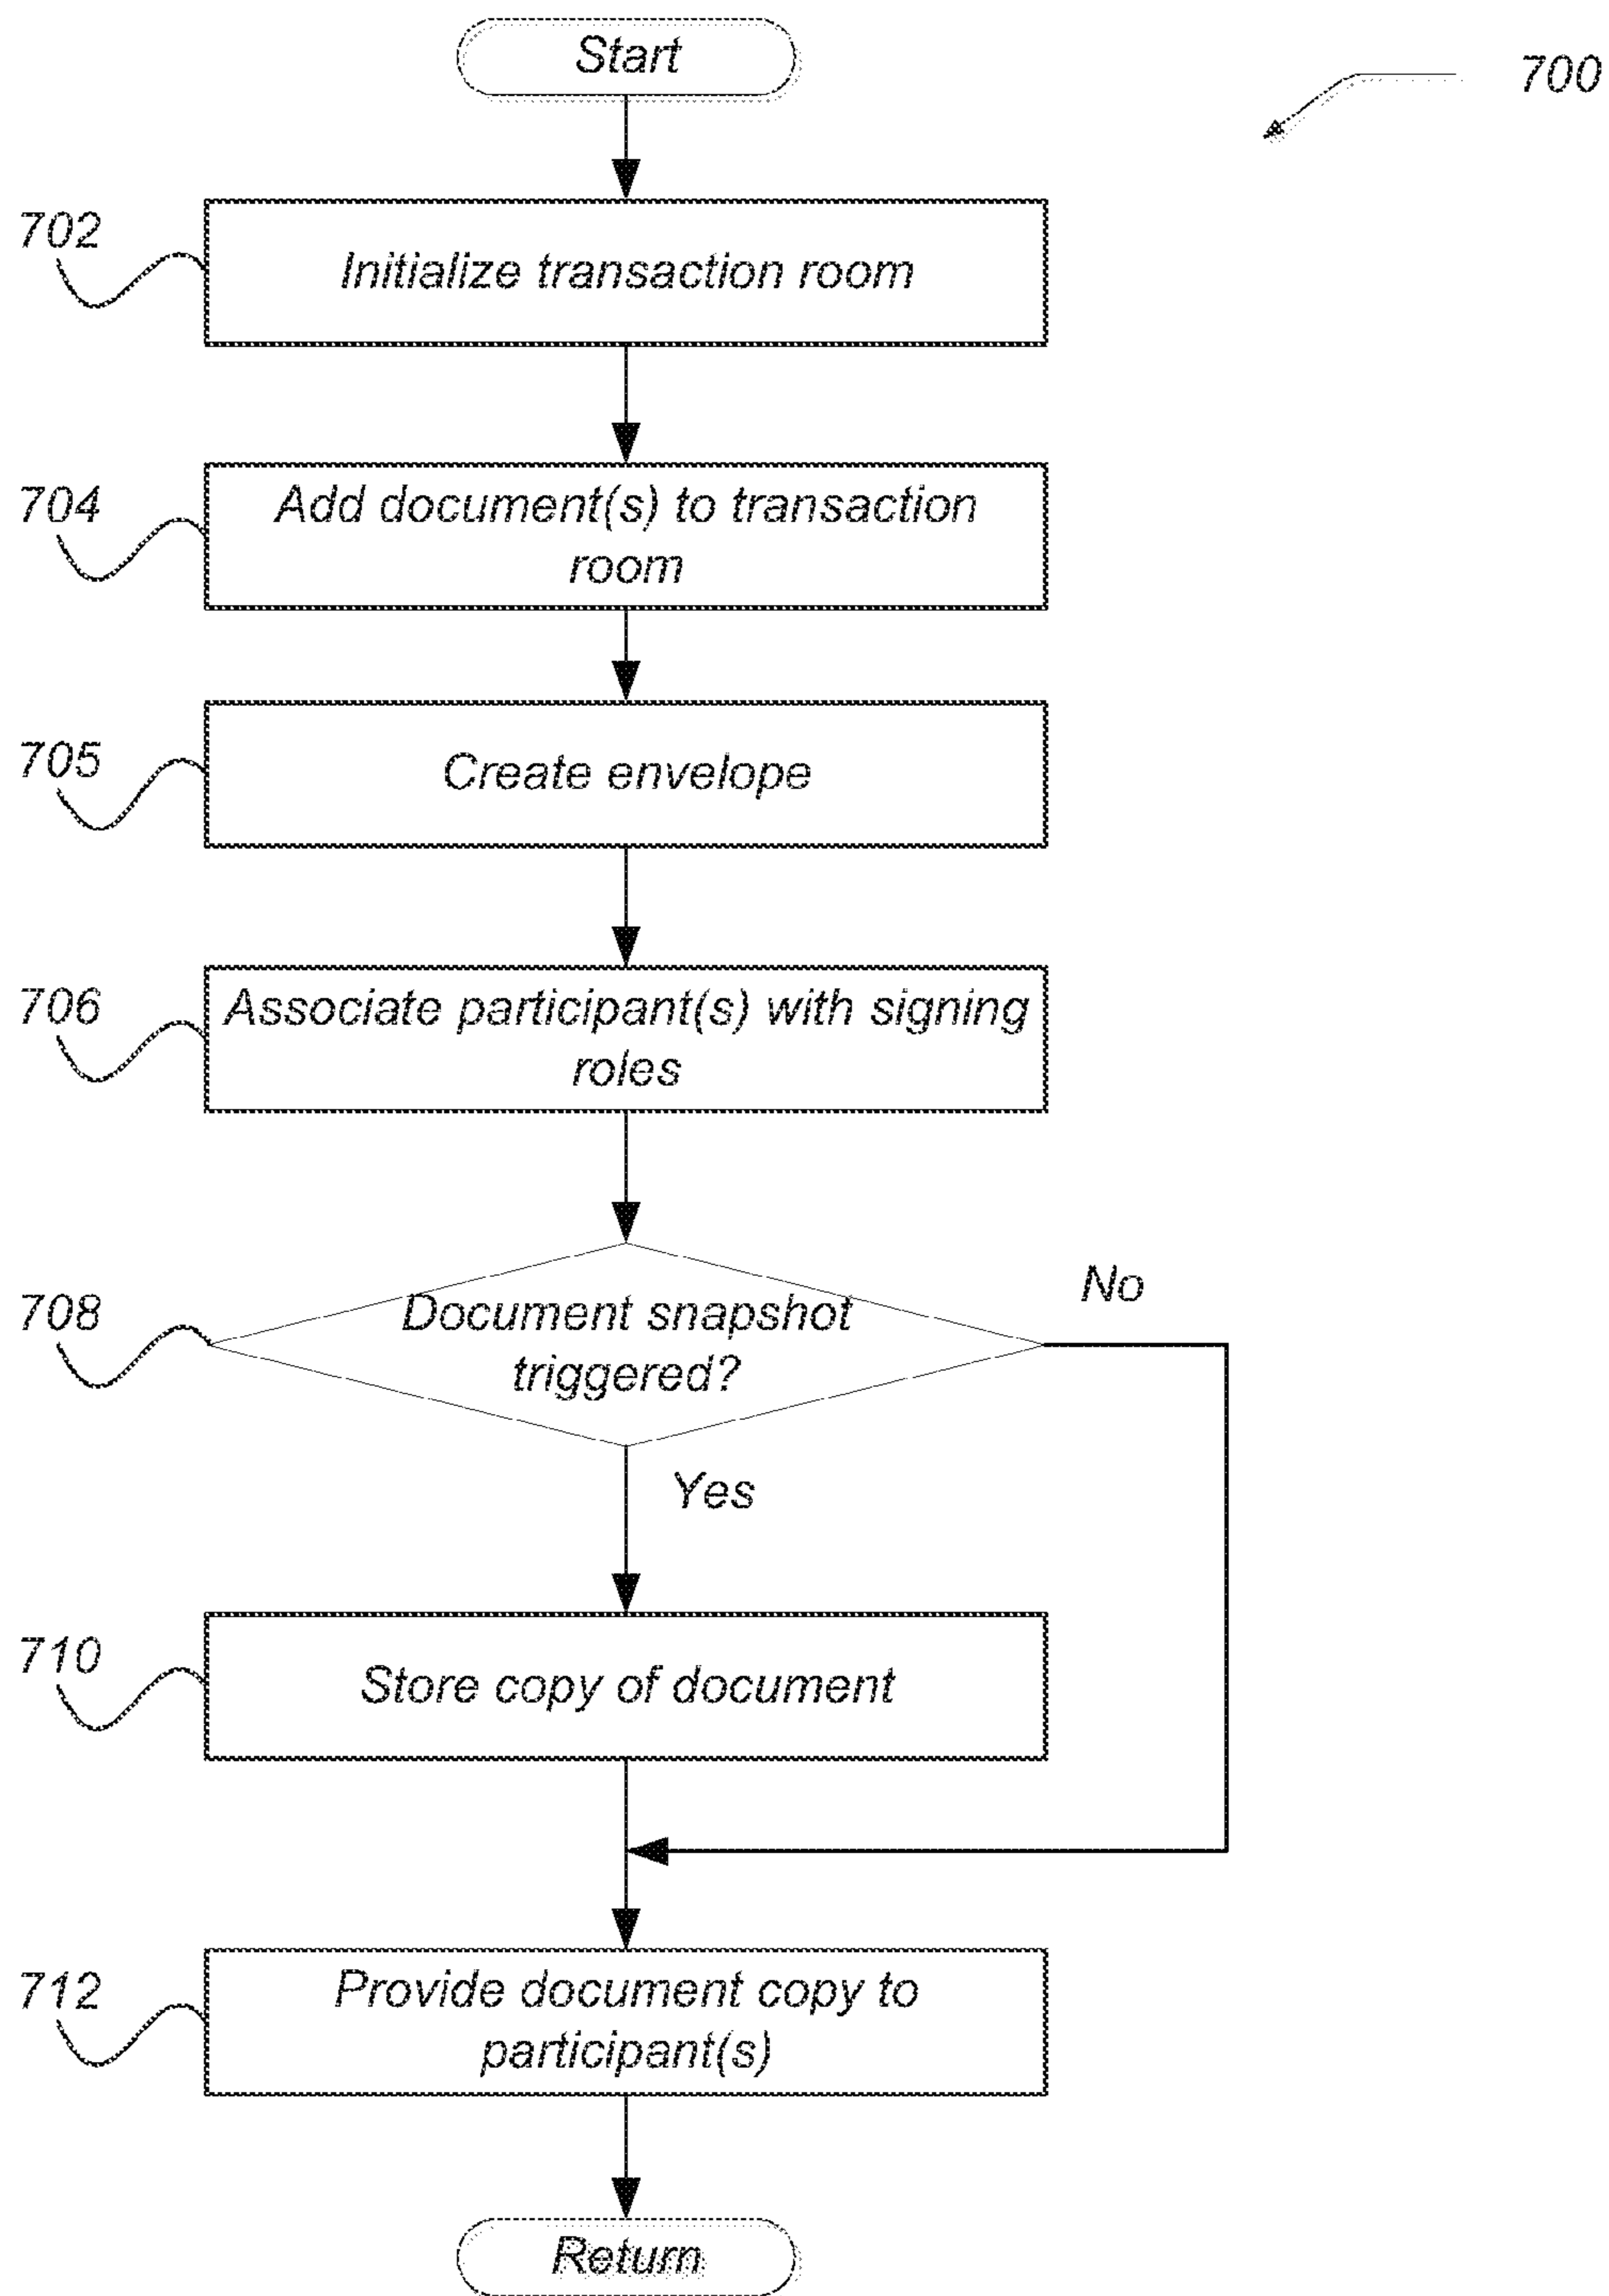 Start
700
702
Initialize transaction room
704
Add document(s) to transaction
room
705
Create envelope
706
Associate participant(s) with signing
roles
708
Document snapshot
triggered?
No
Yes
710
Store copy of document
712
Provide document copy to
participant(s)
Return